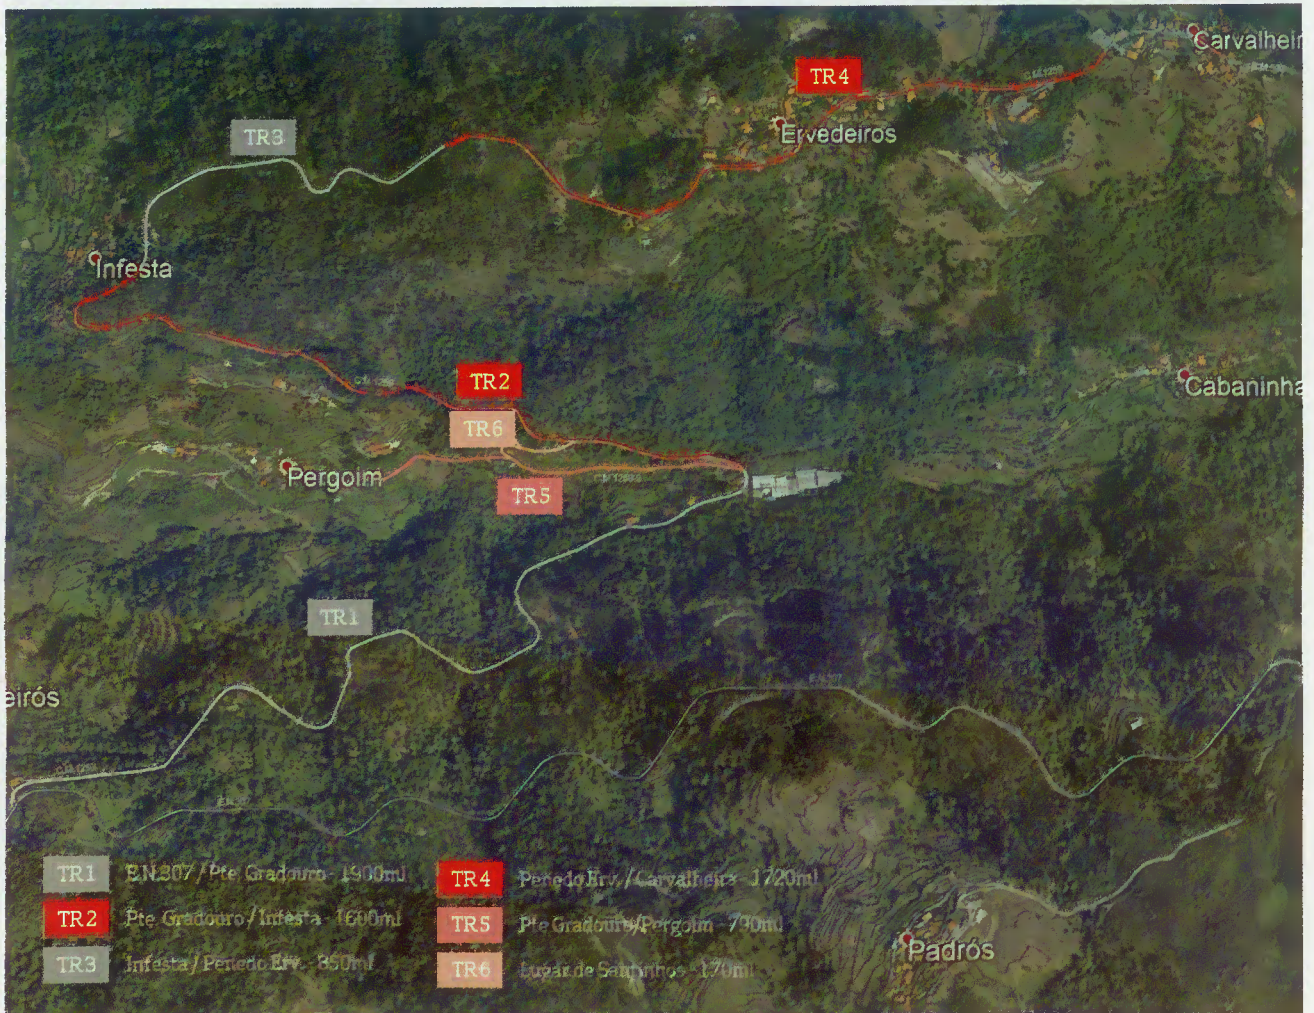 Carvalheir
TR4
TR3
Ervedeiros
Infesta
TR2
Cabaninha
TR6
Pergoim
TR5
TR1
eirós
E.N.307
TR1 E.N.307/Pte Gradouro- 1900ml
TR2 Pte Gradouro/Infesta - 1600ml
TR3 Infesta/Penedo Erv. - 850ml
TR4 Penedo Erv./Carvalheira - 1720ml
TR5 Pte Gradouro/Pergoim - 790ml
TR6 Lugar de - 170ml
Padrós